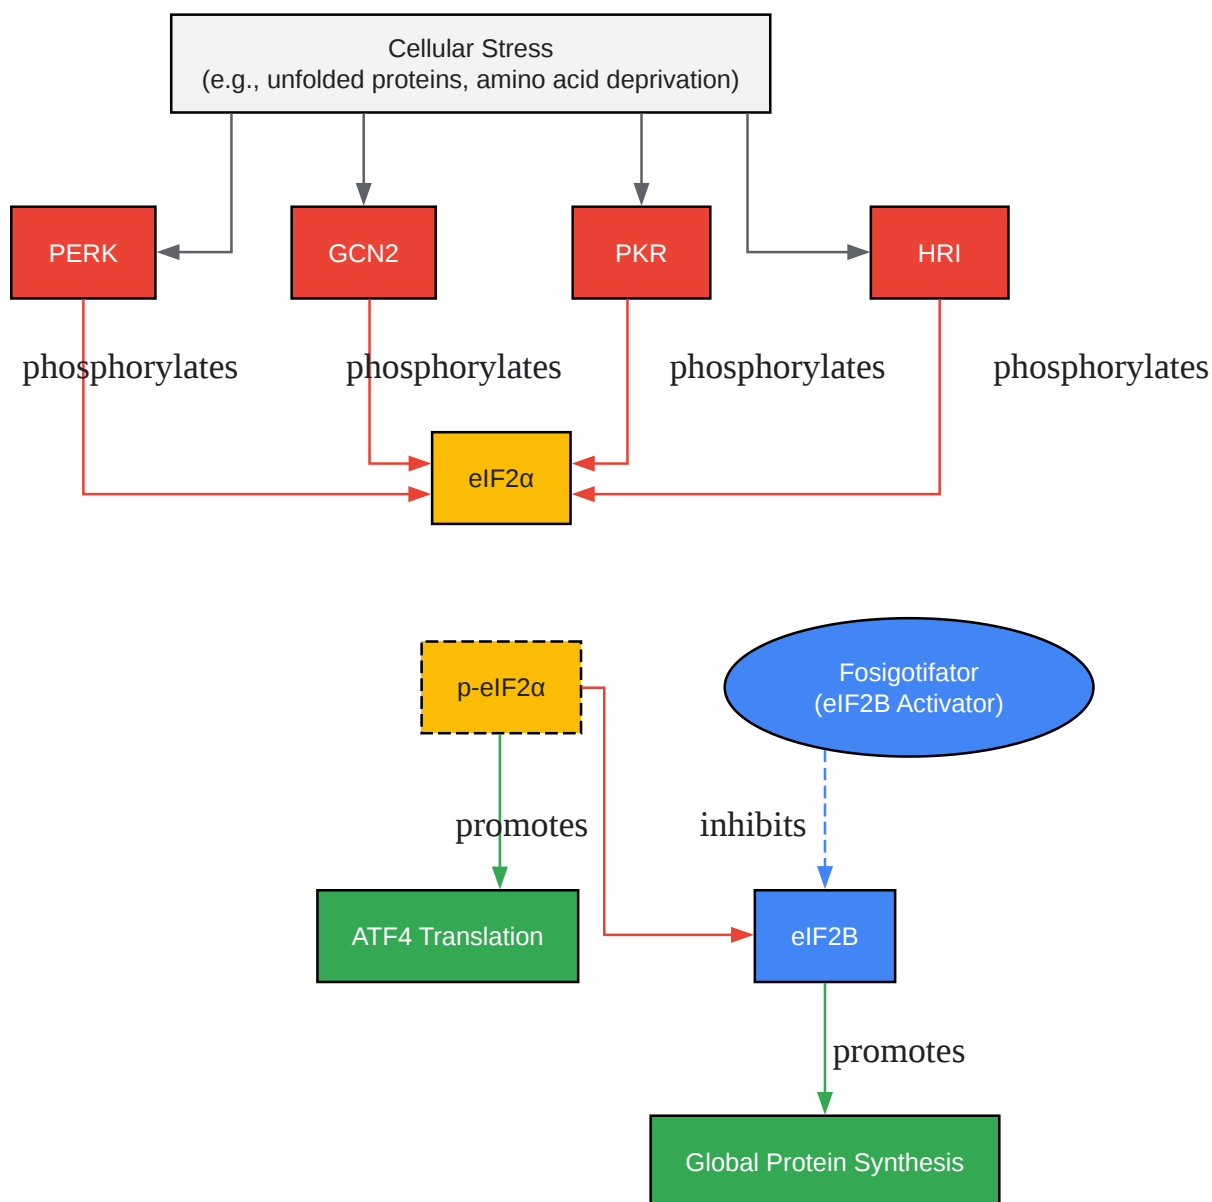 Cellular Stress
(e.g., unfolded proteins, amino acid deprivation)
PERK
GCN2
PKR
HRI
phosphorylates
phosphorylates
phosphorylates
phosphorylates
eIF2α
p-eIF2α
Fosigotifator
(eIF2B Activator)
promotes
inhibits
ATF4 Translation
eIF2B
promotes
Global Protein Synthesis